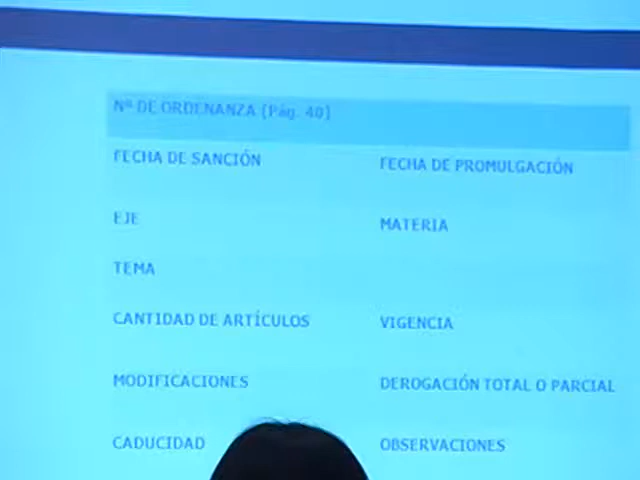 Nº DE ORDENANZA (Pág. 40)
FECHA DE SANCIÓN FECHA DE PROMULGACIÓN
EJE MATERIA
TEMA
CANTIDAD DE ARTÍCULOS VIGENCIA
MODIFICACIONES DEROGACIÓN TOTAL O PARCIAL
CADUCIDAD OBSERVACIONES